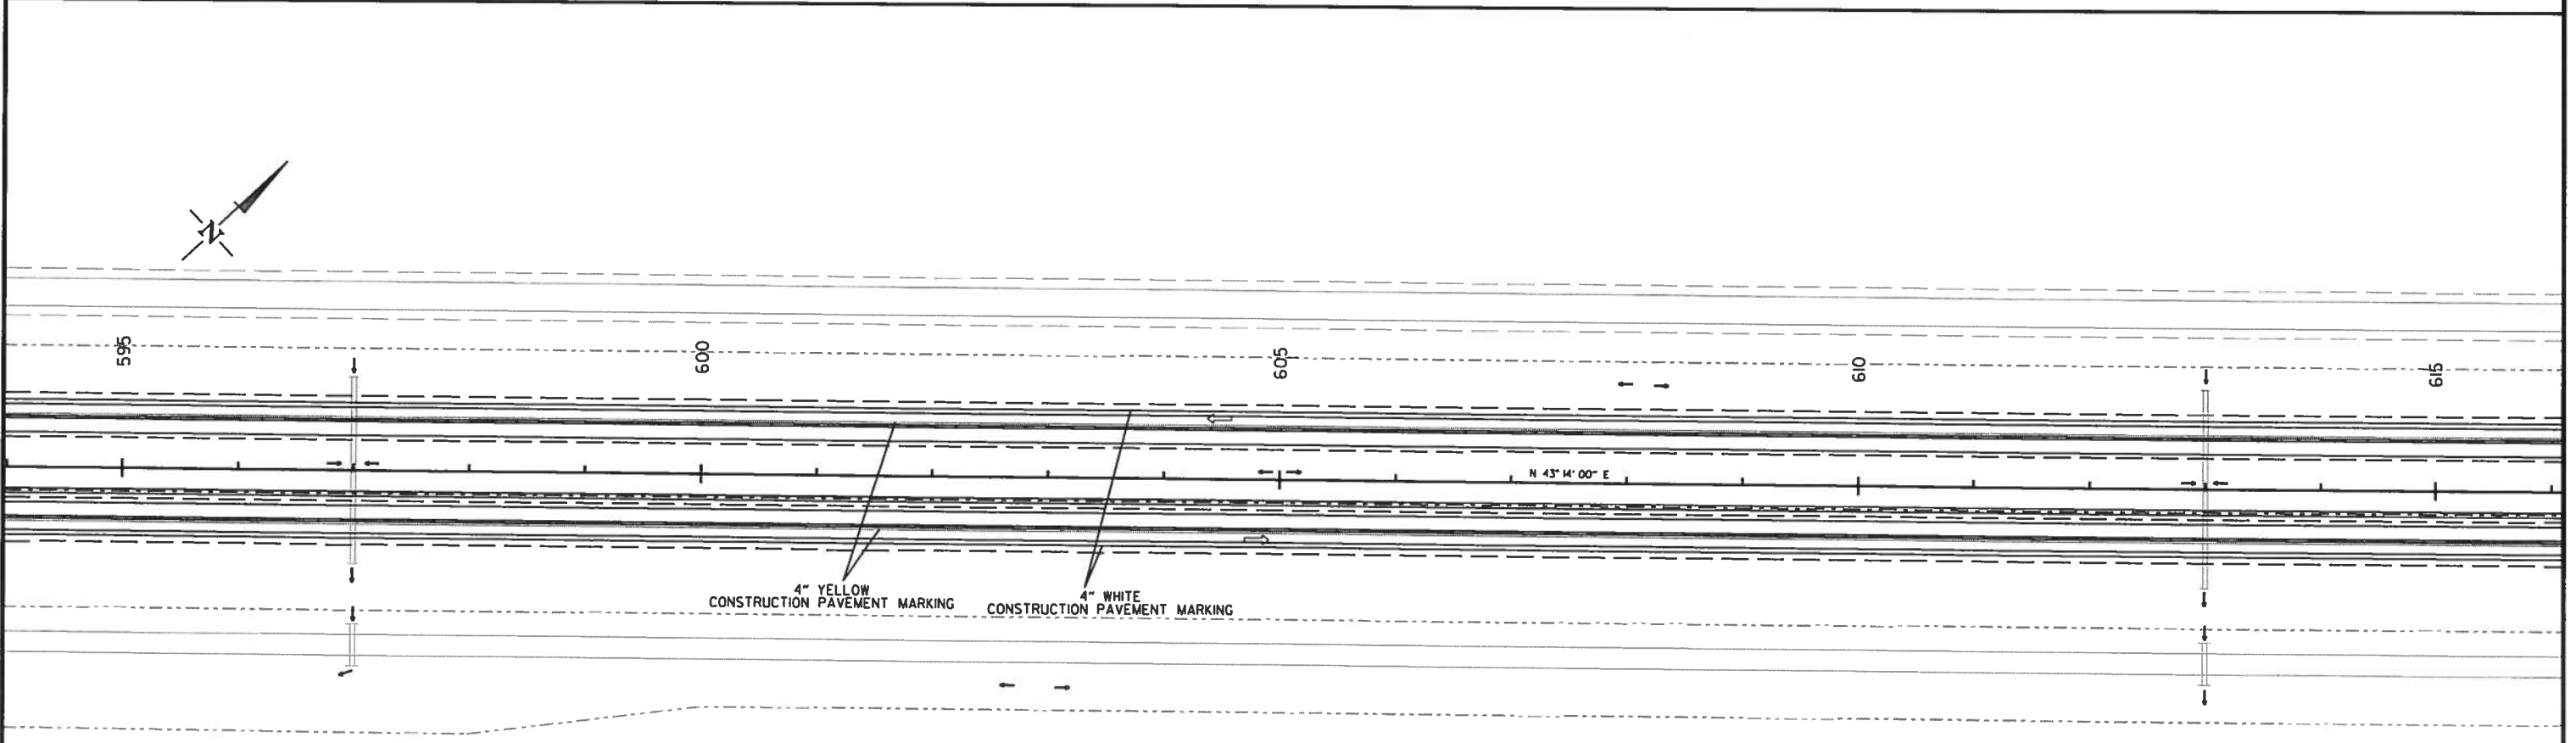 N
595
600
605
610
615
N 43° 14' 00" E
4" YELLOW
CONSTRUCTION PAVEMENT MARKING
4" WHITE
CONSTRUCTION PAVEMENT MARKING